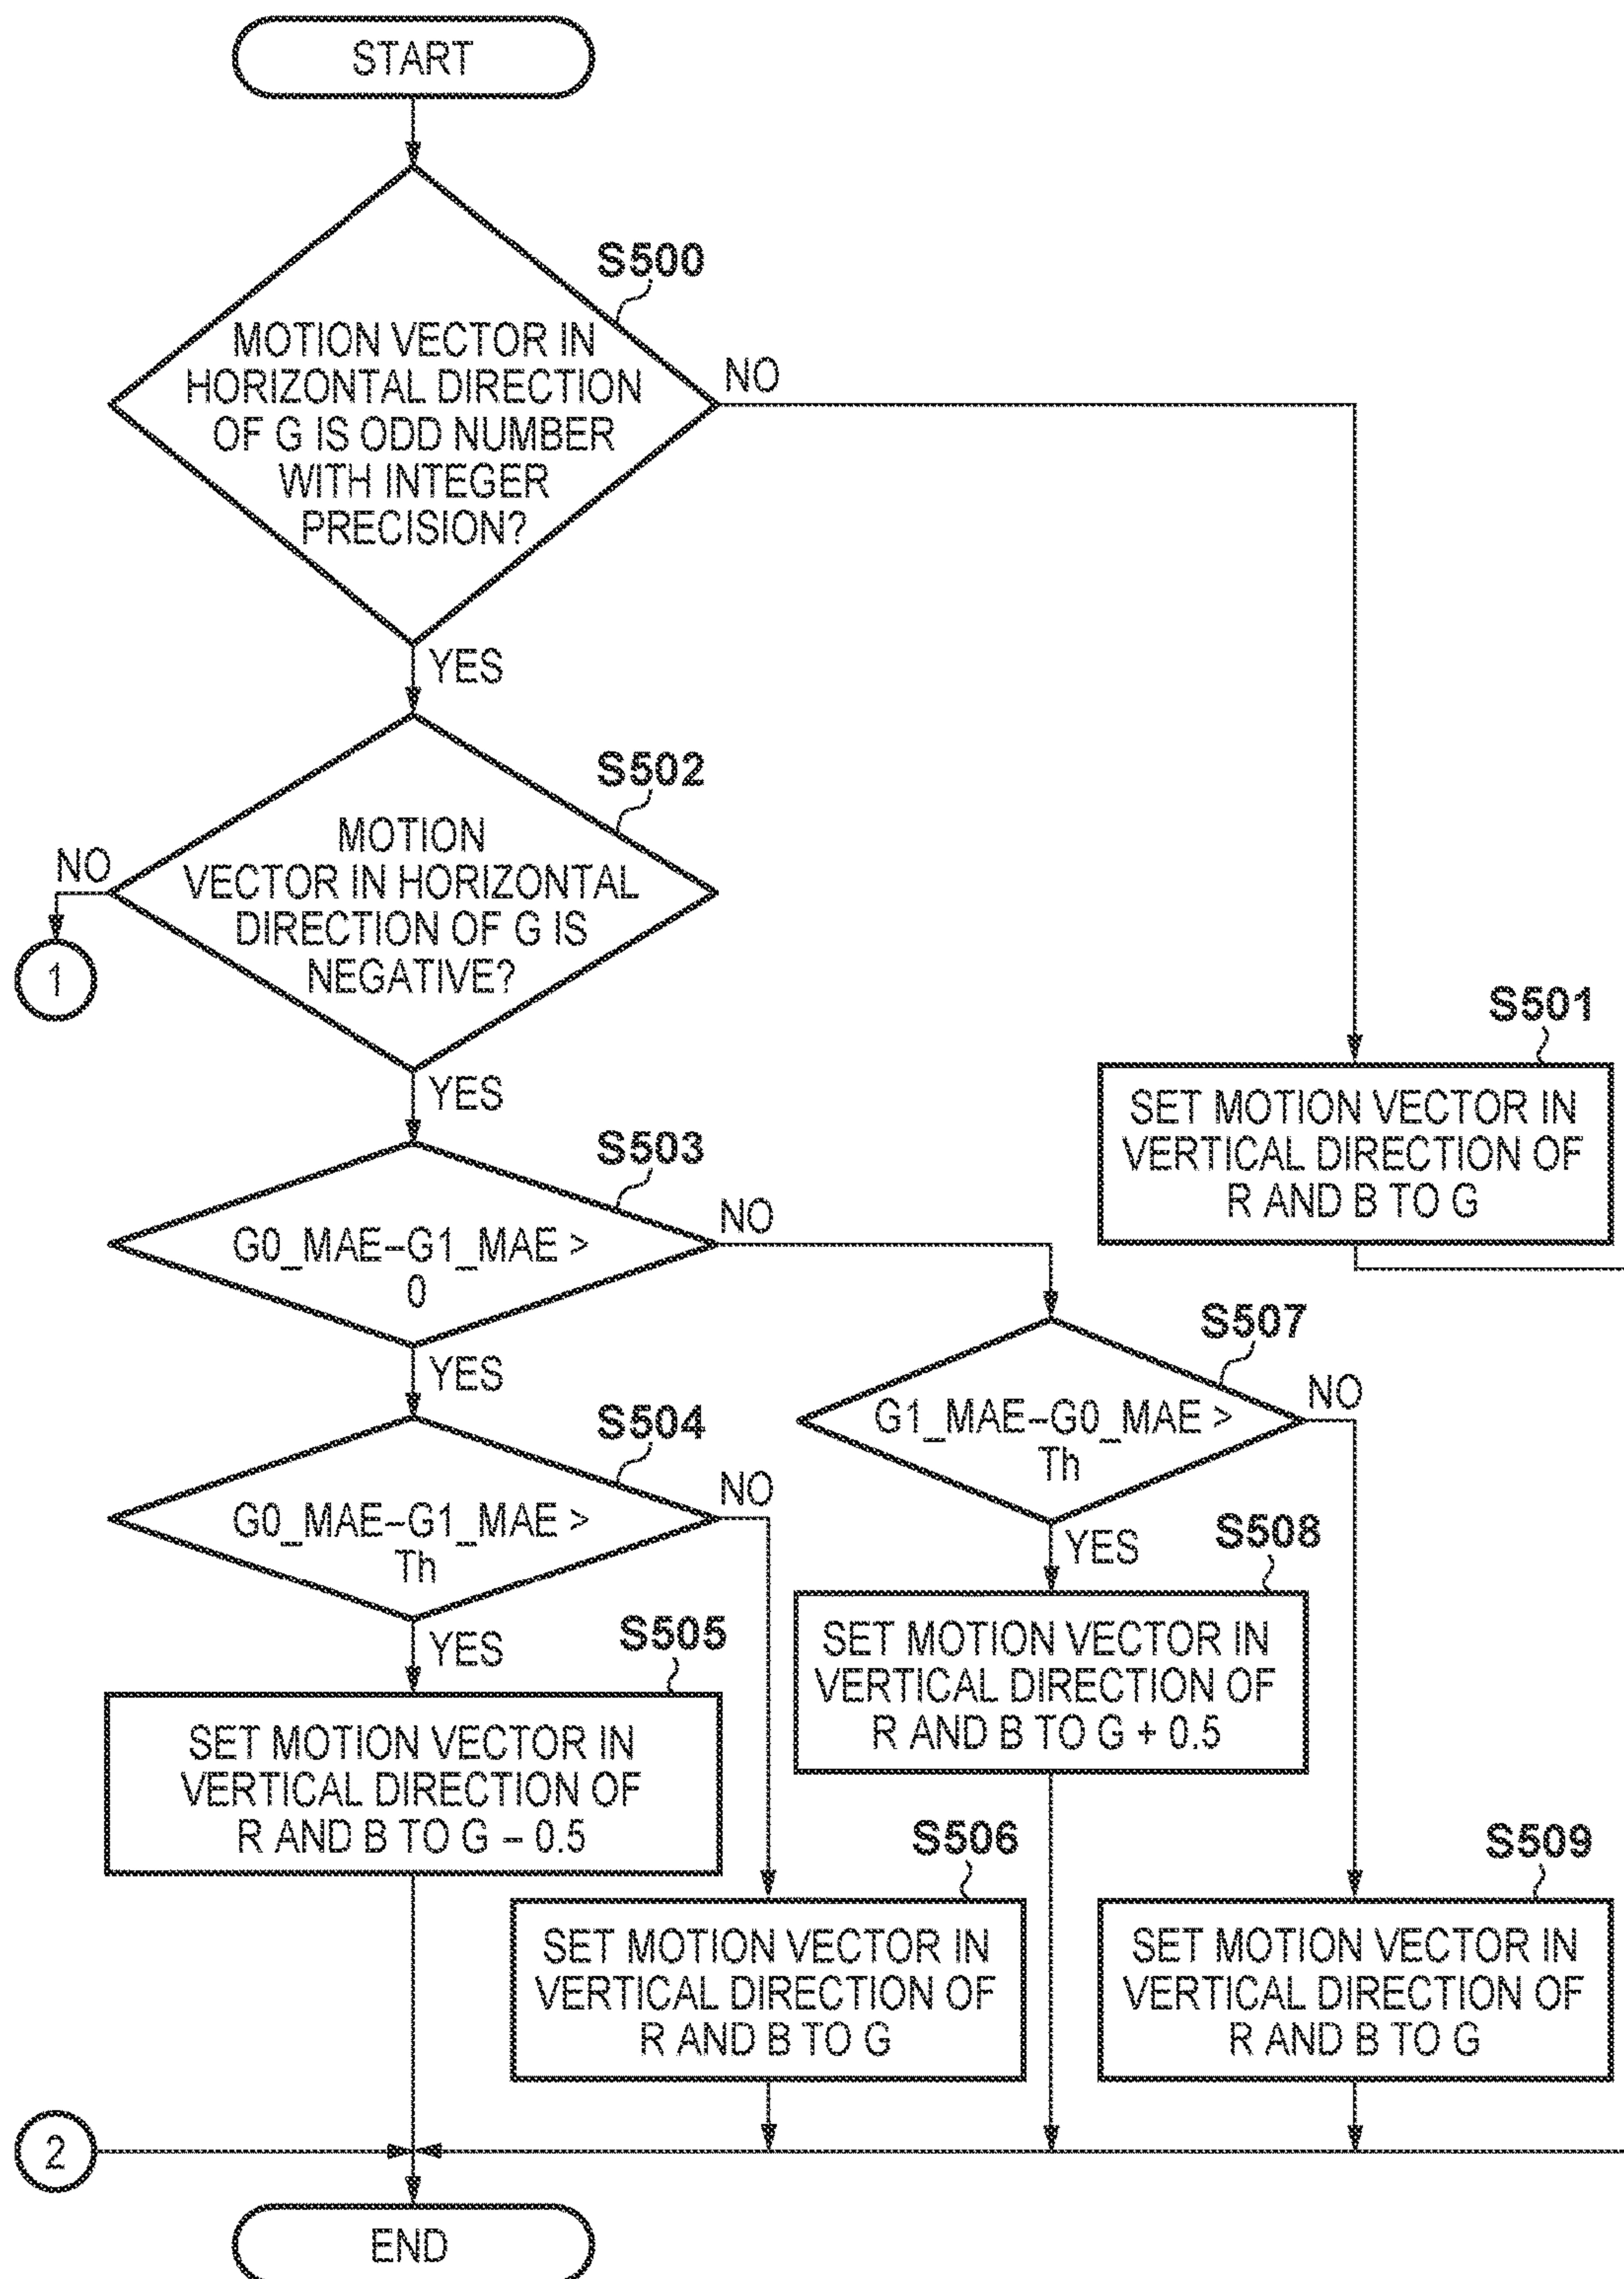 START
S500
MOTION VECTOR IN
HORIZONTAL DIRECTION
OF G IS ODD NUMBER
WITH INTEGER
PRECISION?
NO
YES
S502
MOTION
VECTOR IN HORIZONTAL
DIRECTION OF G IS
NEGATIVE?
NO
1
YES
S501
SET MOTION VECTOR IN
VERTICAL DIRECTION OF
R AND B TO G
S503
G0_MAE–G1_MAE >
0
NO
YES
S507
G1_MAE–G0_MAE >
Th
NO
YES
S504
G0_MAE–G1_MAE >
Th
NO
YES
S508
SET MOTION VECTOR IN
VERTICAL DIRECTION OF
R AND B TO G + 0.5
S505
SET MOTION VECTOR IN
VERTICAL DIRECTION OF
R AND B TO G – 0.5
S506
SET MOTION VECTOR IN
VERTICAL DIRECTION OF
R AND B TO G
S509
SET MOTION VECTOR IN
VERTICAL DIRECTION OF
R AND B TO G
2
END